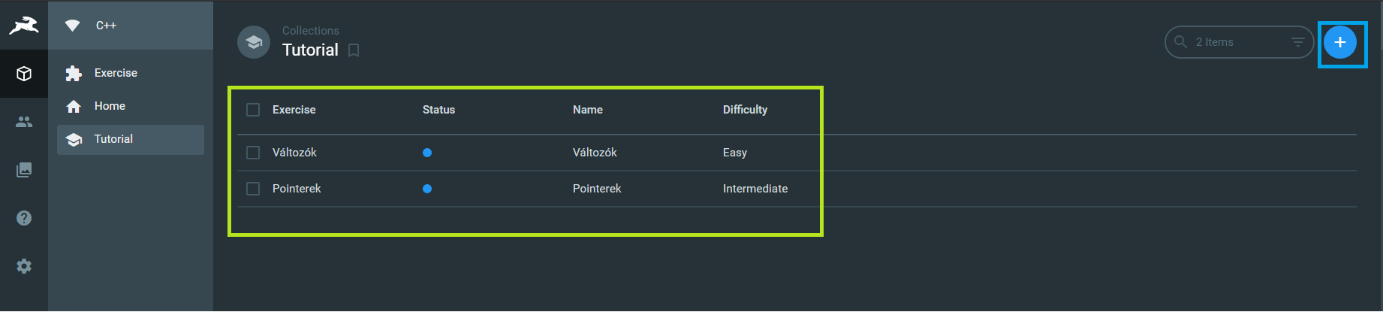 C++
Exercise
Home
Tutorial
Collections
Tutorial
2 Items
Exercise Status Name Difficulty
Változók Változók Easy
Pointerek Pointerek Intermediate